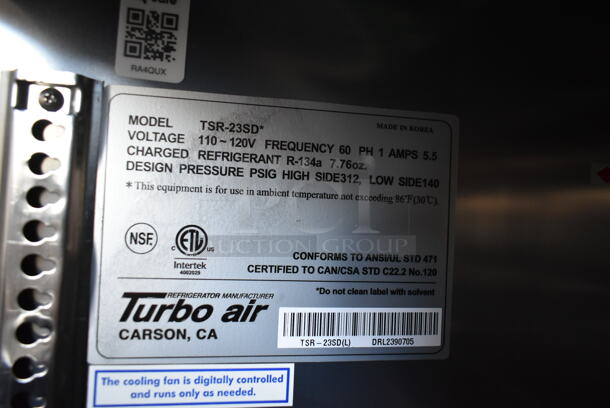 RA4QUX
MODEL TSR-23SD*
MADE IN KOREA
VOLTAGE 110~120V FREQUENCY 60 PH 1 AMPS 5.5
CHARGED REFRIGERANT R-134a 7.76oz.
DESIGN PRESSURE PSIG HIGH SIDE312, LOW SIDE140
* This equipment is for use in ambient temperature not exceeding 86°F(30°C).
AUCTION GROUP
NSF
C ETL US
Intertek
4002029
CONFORMS TO ANSI/UL STD 471
CERTIFIED TO CAN/CSA STD C22.2 No.120
*Do not clean label with solvent
REFRIGERATOR MANUFACTURER
Turbo air
CARSON, CA
TSR-23SD(L) DRL2390705
The cooling fan is digitally controlled
and runs only as needed.